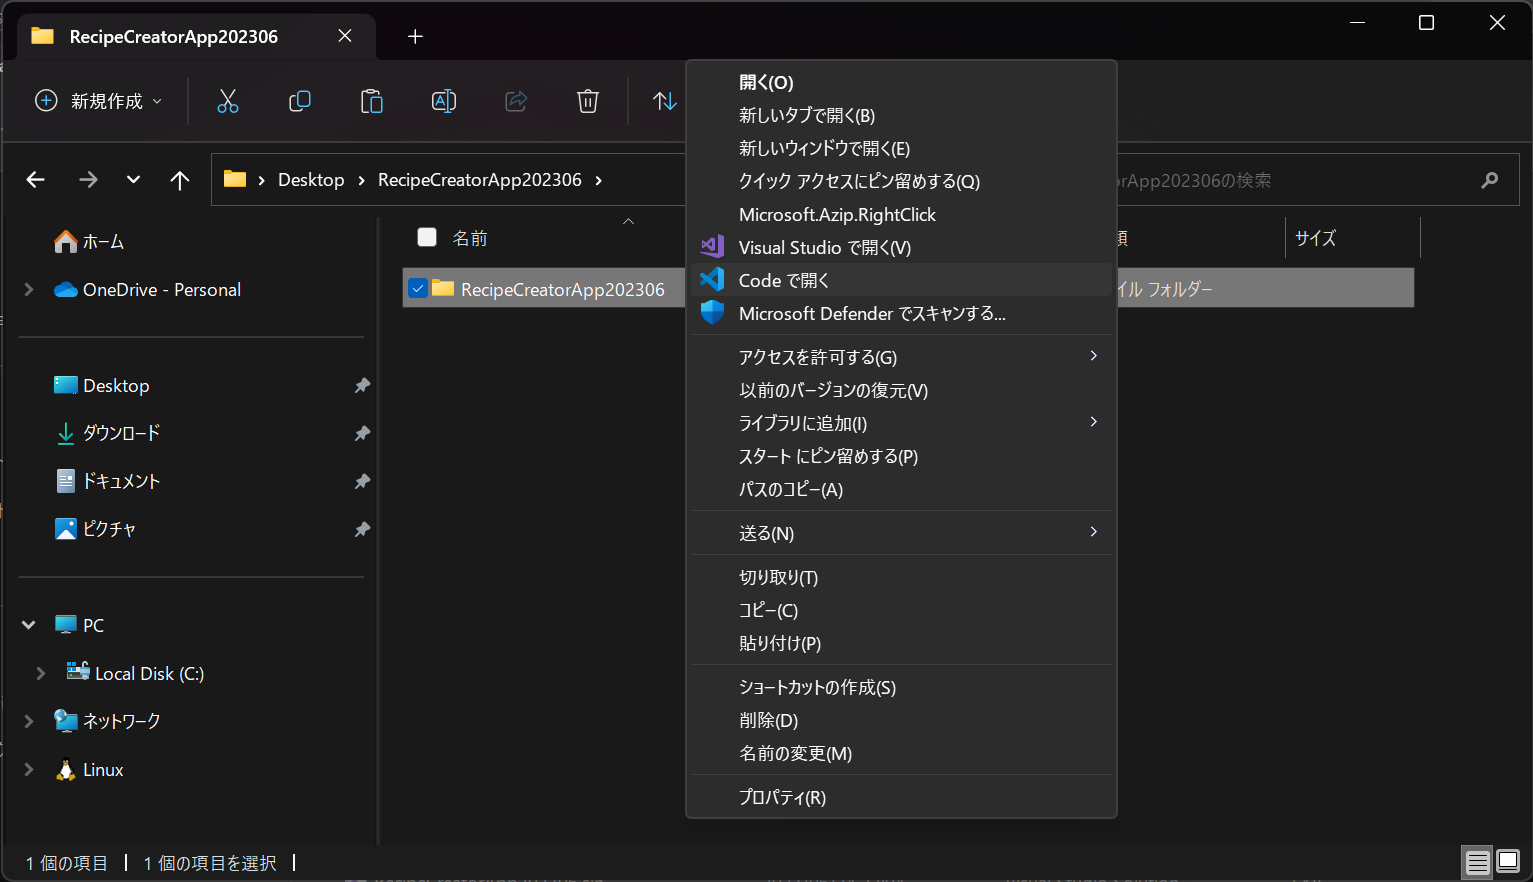 RecipeCreatorApp202306
新規作成
Desktop
RecipeCreatorApp202306
orApp202306の検索
ホーム
OneDrive - Personal
Desktop
ダウンロード
ドキュメント
ピクチャ
PC
Local Disk (C:)
ネットワーク
Linux
名前
サイズ
RecipeCreatorApp202306
イル フォルダー
開く(O)
新しいタブで開く(B)
新しいウィンドウで開く(E)
クイック アクセスにピン留めする(Q)
Microsoft.Azip.RightClick
Visual Studio で開く(V)
Code で開く
Microsoft Defender でスキャンする...
アクセスを許可する(G)
以前のバージョンの復元(V)
ライブラリに追加(I)
スタート にピン留めする(P)
パスのコピー(A)
送る(N)
切り取り(T)
コピー(C)
貼り付け(P)
ショートカットの作成(S)
削除(D)
名前の変更(M)
プロパティ(R)
1 個の項目
1 個の項目を選択